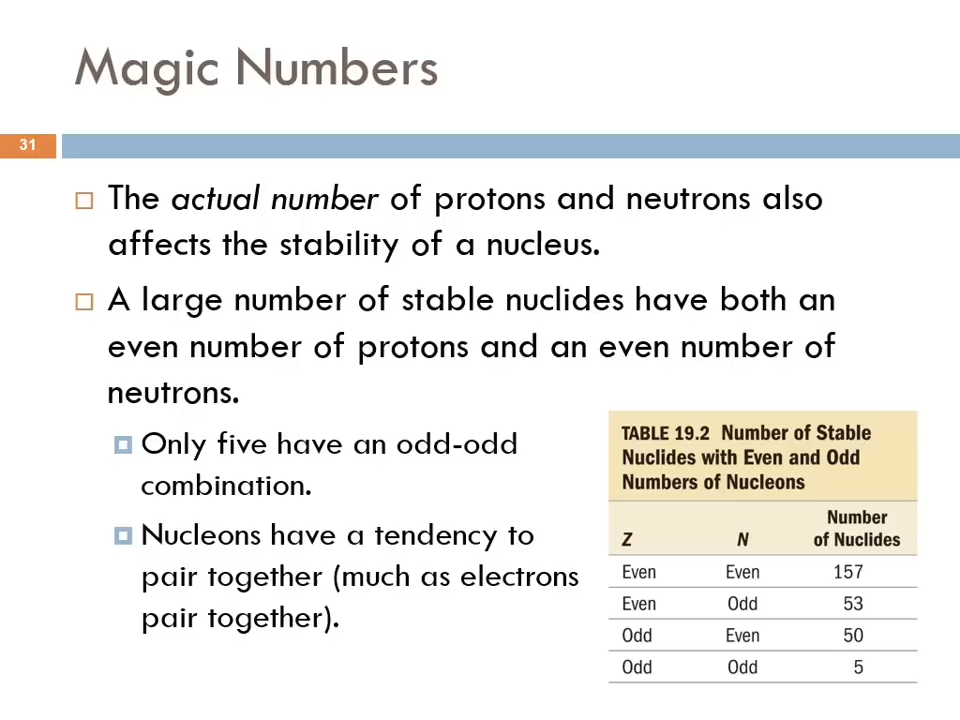 Magic Numbers
31
The actual number of protons and neutrons also
affects the stability of a nucleus.
A large number of stable nuclides have both an
even number of protons and an even number of
neutrons.
Only five have an odd-odd
combination.
Nucleons have a tendency to
pair together (much as electrons
pair together).
TABLE 19.2 Number of Stable
Nuclides with Even and Odd
Numbers of Nucleons
Number
Z N of Nuclides
Even Even 157
Even Odd 53
Odd Even 50
Odd Odd 5